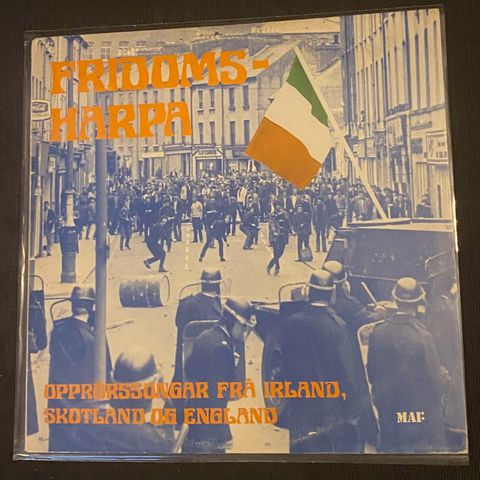 FRIDOMS-
HARPA
OPPRØRSSONGAR FRÅ IRLAND,
SKOTLAND OG ENGLAND
MAI